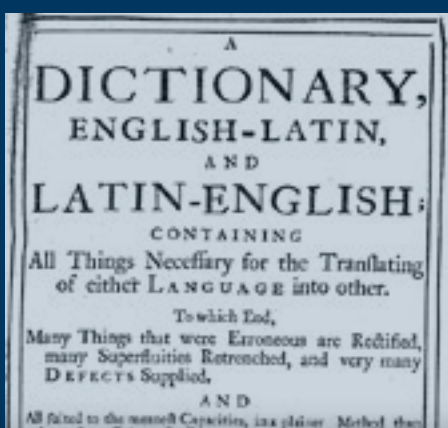 A
DICTIONARY,
ENGLISH-LATIN,
AND
LATIN-ENGLISH;
CONTAINING
All Things Neceſſary for the Tranſlating
of either LANGUAGE into other.
To which End,
Many Things that were Erroneous are Rectified,
many Superfluities Retrenched, and very many
DEFECTS Supplied.
AND
All ſuited to the meaneſt Capacities, in a plainer Method than